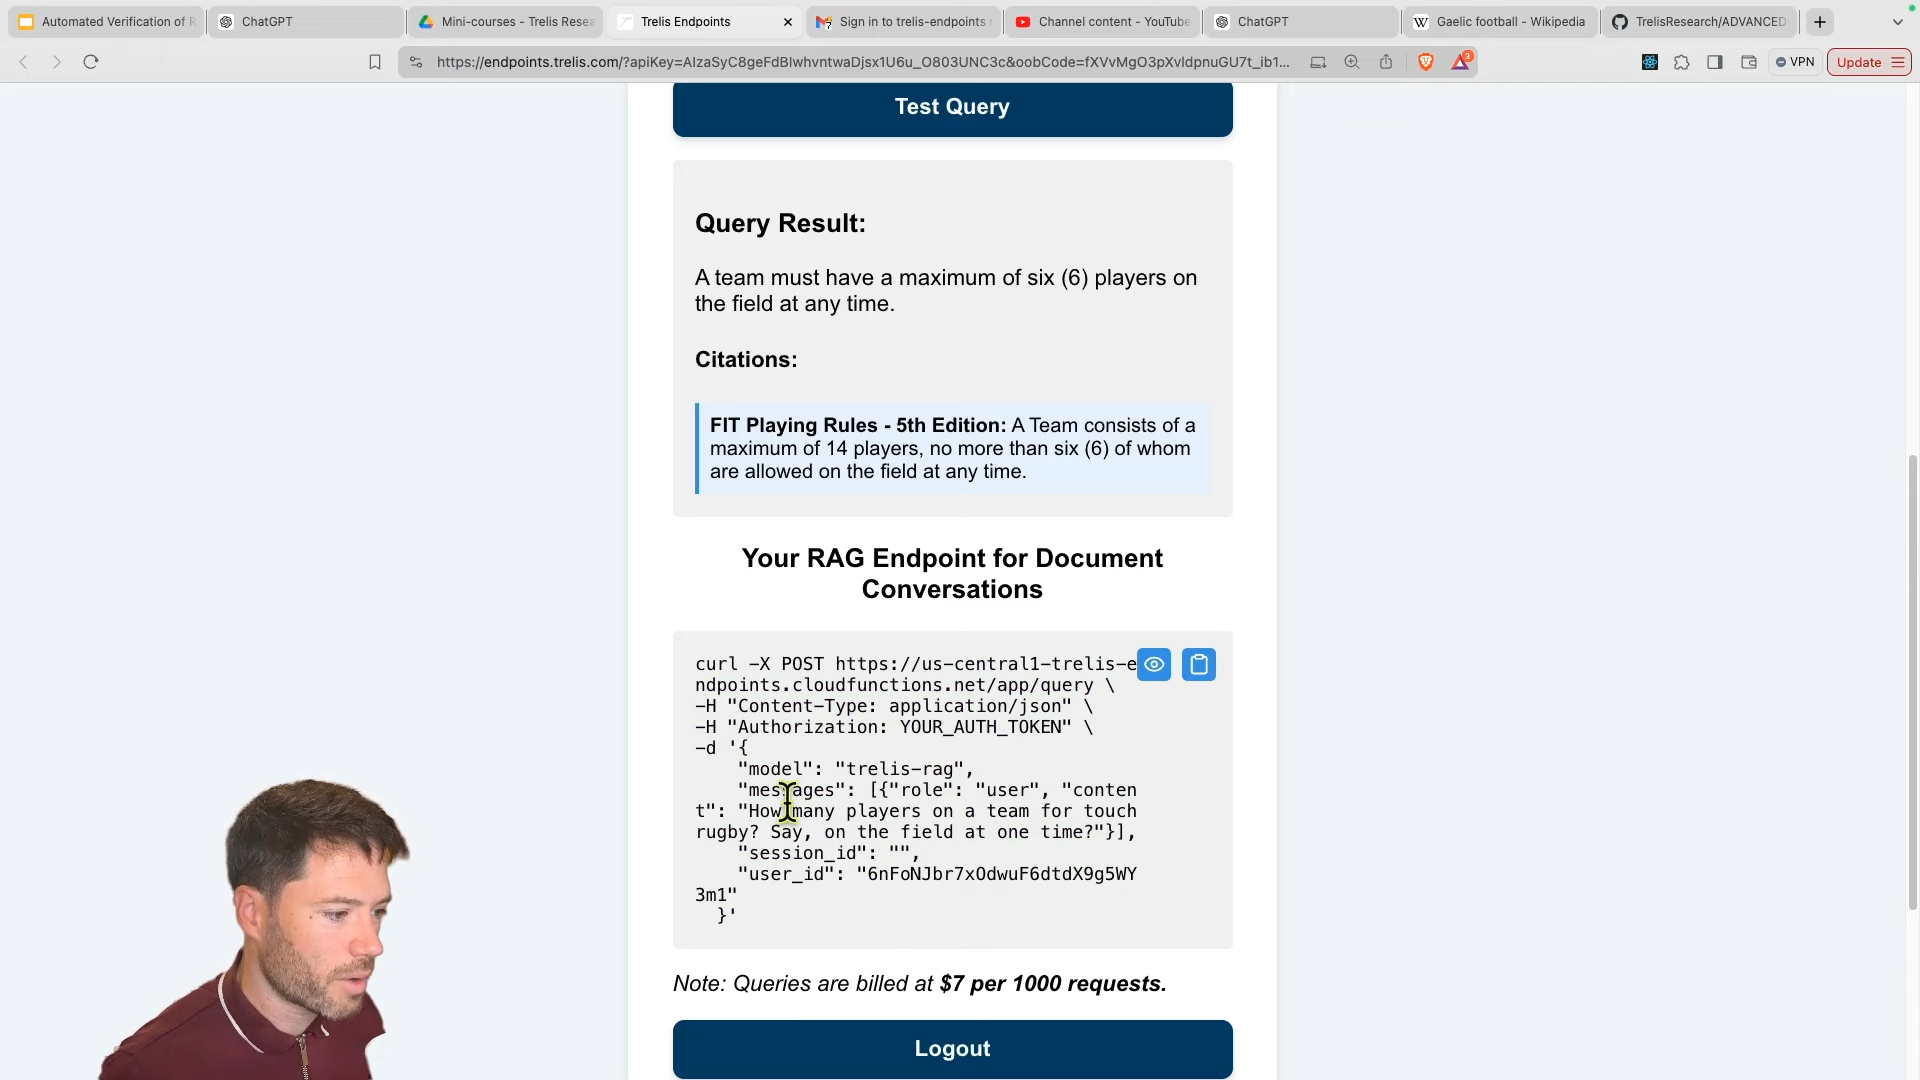 Automated Verification of R
ChatGPT
Mini-courses - Trelis Resea
Trelis Endpoints
Sign in to trelis-endpoints
Channel content - YouTube
ChatGPT
Gaelic football - Wikipedia
TrelisResearch/ADVANCED
https://endpoints.trelis.com/?apiKey=AIzaSyC8geFdBlwhvntwaDjsx1U6u_O803UNC3c&oobCode=fXVvMgO3pXvldpnuGU7t_ib1...
3
VPN
Update
Test Query
Query Result:
A team must have a maximum of six (6) players on
the field at any time.
Citations:
FIT Playing Rules - 5th Edition: A Team consists of a
maximum of 14 players, no more than six (6) of whom
are allowed on the field at any time.
Your RAG Endpoint for Document
Conversations
curl -X POST https://us-central1-trelis-e
ndpoints.cloudfunctions.net/app/query \
-H "Content-Type: application/json" \
-H "Authorization: YOUR_AUTH_TOKEN" \
-d '{
"model": "trelis-rag",
"messages": [{"role": "user", "conten
t": "How many players on a team for touch
rugby? Say, on the field at one time?"}],
"session_id": "",
"user_id": "6nFoNJbr7xOdwuF6dtdX9g5WY
3m1"
}'
Note: Queries are billed at $7 per 1000 requests.
Logout